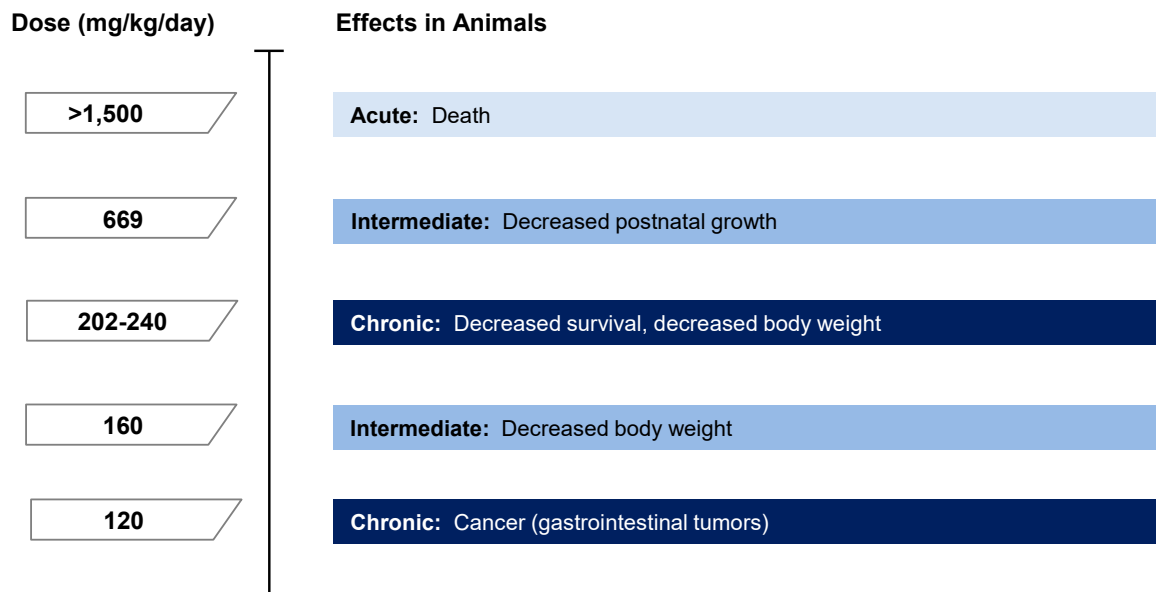 Dose (mg/kg/day) Effects in Animals
>1,500 Acute: Death
669 Intermediate: Decreased postnatal growth
202-240 Chronic: Decreased survival, decreased body weight
160 Intermediate: Decreased body weight
120 Chronic: Cancer (gastrointestinal tumors)